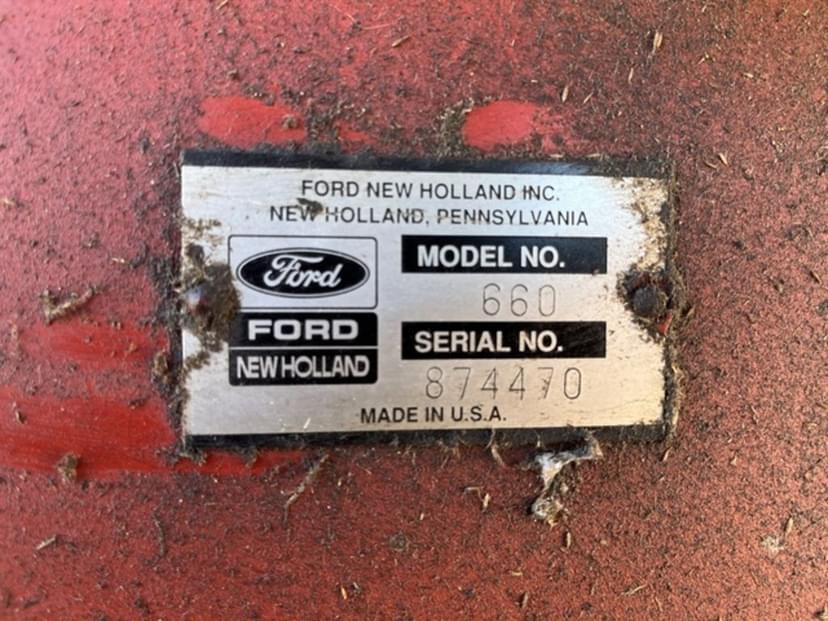 FORD NEW HOLLAND INC.
NEW HOLLAND, PENNSYLVANIA
Ford
FORD
NEW HOLLAND
MODEL NO.
660
SERIAL NO.
874470
MADE IN U.S.A.